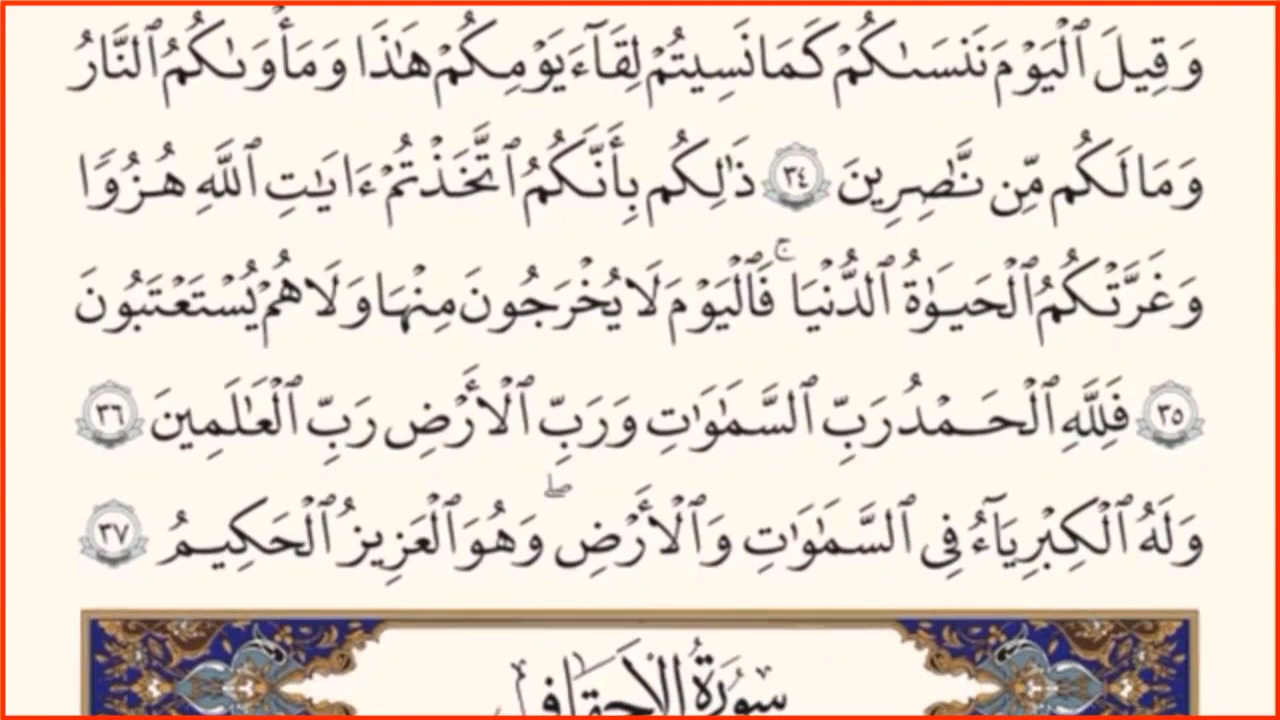 وَقِيلَ ٱلْيَوْمَ نَنسَىٰكُمْ كَمَا نَسِيتُمْ لِقَآءَ يَوْمِكُمْ هَـٰذَا وَمَأْوَىٰكُمُ ٱلنَّارُ
وَمَا لَكُم مِّن نَّـٰصِرِينَ ٣٤ ذَٰلِكُم بِأَنَّكُمُ ٱتَّخَذْتُمْ ءَايَـٰتِ ٱللَّهِ هُزُوًا
وَغَرَّتْكُمُ ٱلْحَيَوٰةُ ٱلدُّنْيَا ۚ فَٱلْيَوْمَ لَا يُخْرَجُونَ مِنْهَا وَلَا هُمْ يُسْتَعْتَبُونَ
٣٥ فَلِلَّهِ ٱلْحَمْدُ رَبِّ ٱلسَّمَـٰوَٰتِ وَرَبِّ ٱلْأَرْضِ رَبِّ ٱلْعَـٰلَمِينَ ٣٦
وَلَهُ ٱلْكِبْرِيَآءُ فِى ٱلسَّمَـٰوَٰتِ وَٱلْأَرْضِ ۖ وَهُوَ ٱلْعَزِيزُ ٱلْحَكِيمُ ٣٧
سُورَةُ الأَحْقَافِ